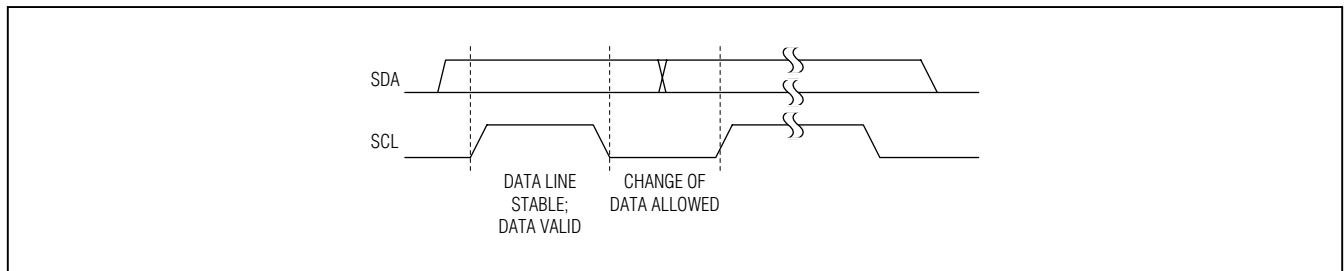 SDA
SCL
DATA LINE
STABLE;
DATA VALID
CHANGE OF
DATA ALLOWED